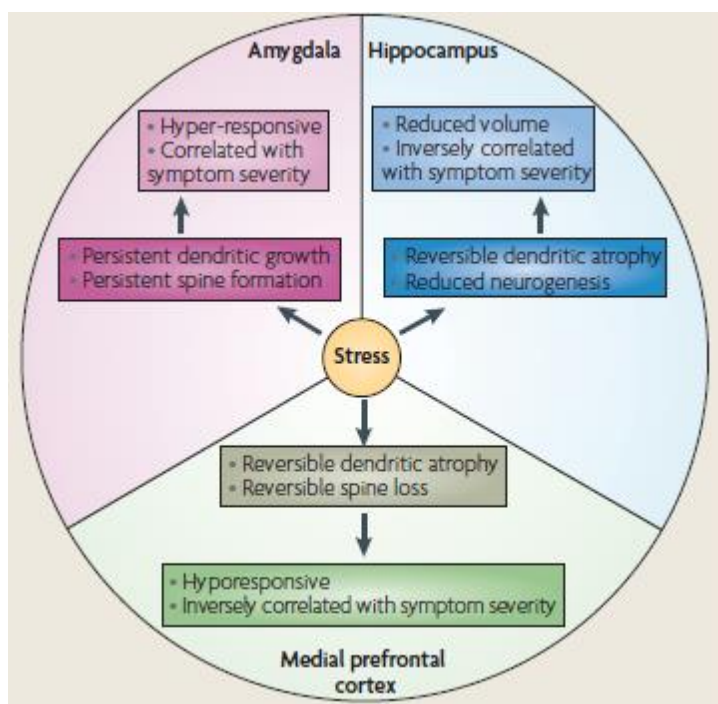 Amygdala
Hippocampus
• Hyper-responsive
• Correlated with
symptom severity
• Reduced volume
• Inversely correlated
with symptom severity
• Persistent dendritic growth
• Persistent spine formation
• Reversible dendritic atrophy
• Reduced neurogenesis
Stress
• Reversible dendritic atrophy
• Reversible spine loss
• Hyporesponsive
• Inversely correlated with symptom severity
Medial prefrontal
cortex